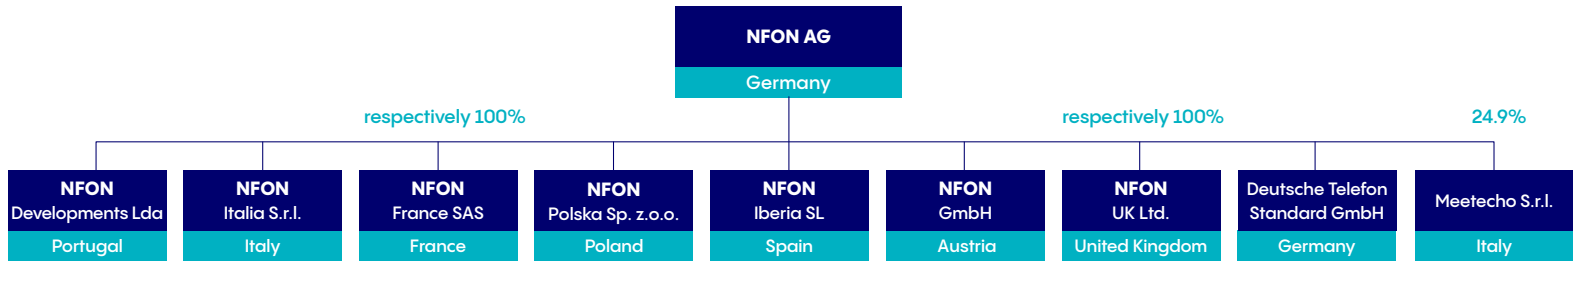 NFON AG
Germany
respectively 100%
respectively 100%
24.9%
NFON
Developments Lda
Portugal
NFON
Italia S.r.l.
Italy
NFON
France SAS
France
NFON
Polska Sp. z.o.o.
Poland
NFON
Iberia SL
Spain
NFON
GmbH
Austria
NFON
UK Ltd.
United Kingdom
Deutsche Telefon
Standard GmbH
Germany
Meetecho S.r.l.
Italy